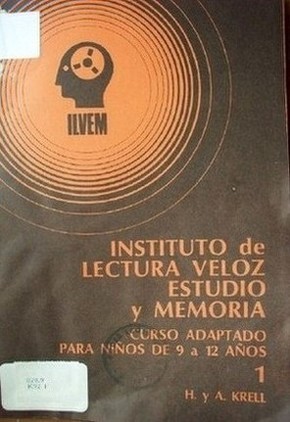 ILVEM
INSTITUTO de
LECTURA VELOZ
ESTUDIO
y MEMORIA
CURSO ADAPTADO
PARA NIÑOS DE 9 a 12 AÑOS
1
H. y A. KRELL